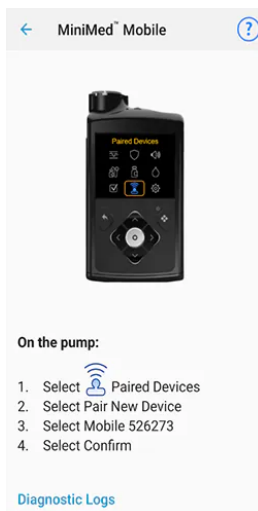 MiniMed™ Mobile
?
Paired Devices
On the pump:
1. Select Paired Devices
2. Select Pair New Device
3. Select Mobile 526273
4. Select Confirm
Diagnostic Logs